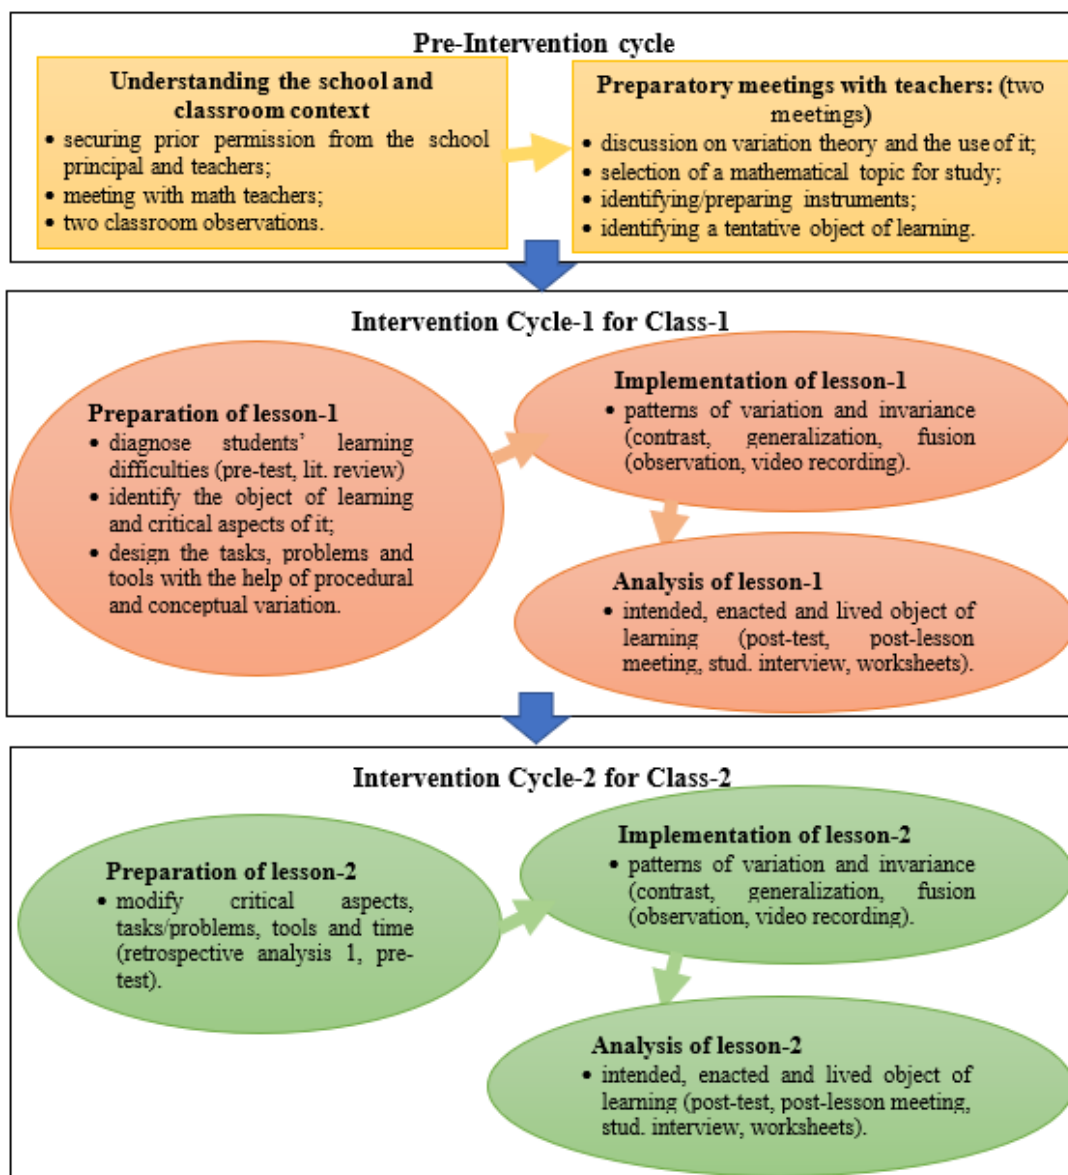 Pre-Intervention cycle
Understanding the school and
classroom context
• securing prior permission from the school
principal and teachers;
• meeting with math teachers;
• two classroom observations.
Preparatory meetings with teachers: (two
meetings)
• discussion on variation theory and the use of it;
• selection of a mathematical topic for study;
• identifying/preparing instruments;
• identifying a tentative object of learning.
Intervention Cycle-1 for Class-1
Preparation of lesson-1
• diagnose students’ learning
difficulties (pre-test, lit. review)
• identify the object of learning
and critical aspects of it;
• design the tasks, problems and
tools with the help of procedural
and conceptual variation.
Implementation of lesson-1
• patterns of variation and invariance
(contrast, generalization, fusion
(observation, video recording).
Analysis of lesson-1
• intended, enacted and lived object of
learning (post-test, post-lesson
meeting, stud. interview, worksheets).
Intervention Cycle-2 for Class-2
Preparation of lesson-2
• modify critical aspects,
tasks/problems, tools and time
(retrospective analysis 1, pre-
test).
Implementation of lesson-2
• patterns of variation and invariance
(contrast, generalization, fusion
(observation, video recording).
Analysis of lesson-2
• intended, enacted and lived object of
learning (post-test, post-lesson meeting,
stud. interview, worksheets).